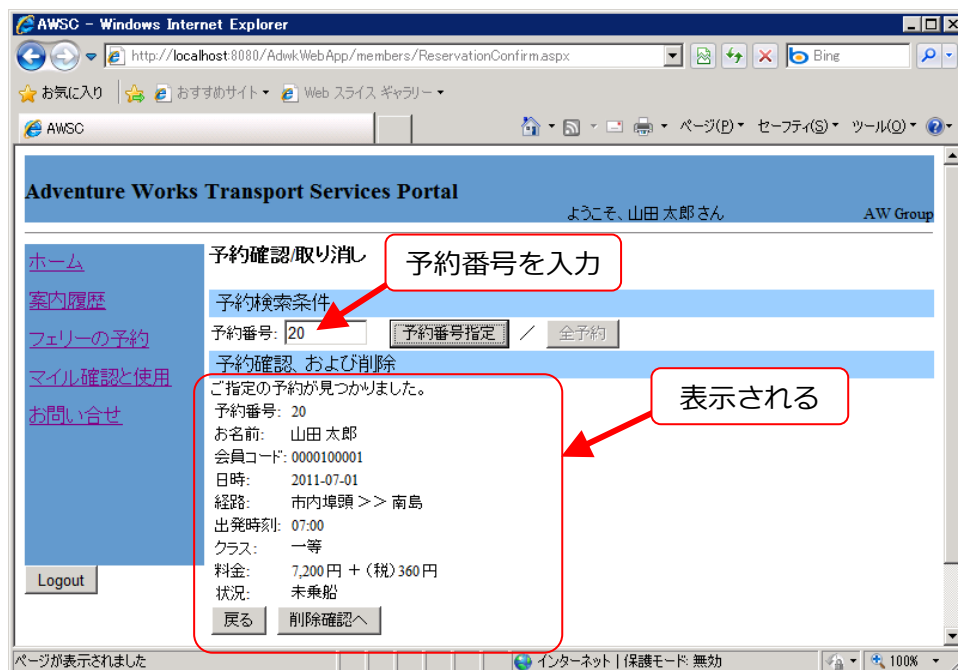 AWSC - Windows Internet Explorer
http://localhost:8080/AdwkWebApp/members/ReservationConfirm.aspx
Bing
お気に入り
おすすめサイト
Web スライス ギャラリー
AWSC
ページ(P)
セーフティ(S)
ツール(O)
Adventure Works Transport Services Portal
ようこそ、山田 太郎 さん
AW Group
ホーム
案内履歴
フェリーの予約
マイル確認と使用
お問い合せ
Logout
予約確認/取り消し
予約番号を入力
予約検索条件
予約番号: 20 予約番号指定 / 全予約
予約確認、および削除
表示される
ご指定の予約が見つかりました。
予約番号: 20
お名前: 山田 太郎
会員コード: 0000100001
日時: 2011-07-01
経路: 市内埠頭 >> 南島
出発時刻: 07:00
クラス: 一等
料金: 7,200 円 + (税) 360 円
状況: 未乗船
戻る 削除確認へ
ページが表示されました
インターネット | 保護モード: 無効
100%